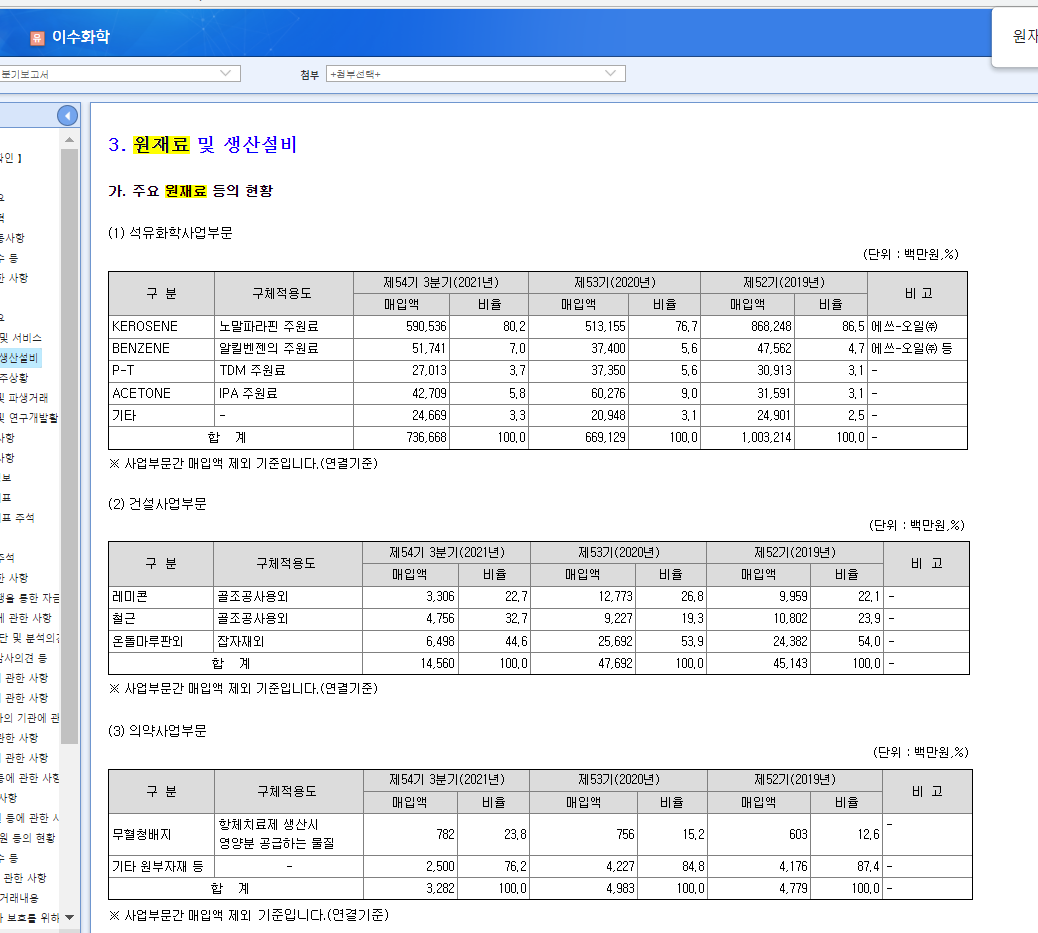 유 이수화학
원재
분기보고서
첨부 +첨부선택+
확인 】
동사항
수 등
한 사항
및 서비스
생산설비
주상황
및 파생거래
및 연구개발활
사항
사항
프 주석
주석
한 사항
에 관한 사항
단 및 분석의견
감사의견 등
관한 사항
관한 사항
의 기관에 관
관한 사항
관한 사항
등에 관한 사항
사항
등에 관한 사
원 등의 현황
수 등
관한 사항
거래내용
보호를 위하
3. 원재료 및 생산설비
가. 주요 원재료 등의 현황
(1) 석유화학사업부문
(단위 : 백만원,%)
구 분 구체적용도 제54기 3분기(2021년) 제53기(2020년) 제52기(2019년) 비 고
매입액 비율 매입액 비율 매입액 비율
KEROSENE 노말파라핀 주원료 590,536 80.2 513,155 76.7 868,248 86.5 에쓰-오일㈜
BENZENE 알킬벤젠의 주원료 51,741 7.0 37,400 5.6 47,562 4.7 에쓰-오일㈜ 등
P-T TDM 주원료 27,013 3.7 37,350 5.6 30,913 3.1 -
ACETONE IPA 주원료 42,709 5.8 60,276 9.0 31,591 3.1 -
기타 - 24,669 3.3 20,948 3.1 24,901 2.5 -
합 계 736,668 100.0 669,129 100.0 1,003,214 100.0 -
※ 사업부문간 매입액 제외 기준입니다.(연결기준)
(2) 건설사업부문
(단위 : 백만원,%)
구 분 구체적용도 제54기 3분기(2021년) 제53기(2020년) 제52기(2019년) 비 고
매입액 비율 매입액 비율 매입액 비율
레미콘 골조공사용외 3,306 22.7 12,773 26.8 9,959 22.1 -
철근 골조공사용외 4,756 32.7 9,227 19.3 10,802 23.9 -
온돌마루판외 잡자재외 6,498 44.6 25,692 53.9 24,382 54.0 -
합 계 14,560 100.0 47,692 100.0 45,143 100.0 -
※ 사업부문간 매입액 제외 기준입니다.(연결기준)
(3) 의약사업부문
(단위 : 백만원,%)
구 분 구체적용도 제54기 3분기(2021년) 제53기(2020년) 제52기(2019년) 비 고
매입액 비율 매입액 비율 매입액 비율
무혈청배지 항체치료제 생산시 영양분 공급하는 물질 782 23.8 756 15.2 603 12.6 -
기타 원부자재 등 - 2,500 76.2 4,227 84.8 4,176 87.4 -
합 계 3,282 100.0 4,983 100.0 4,779 100.0 -
※ 사업부문간 매입액 제외 기준입니다.(연결기준)